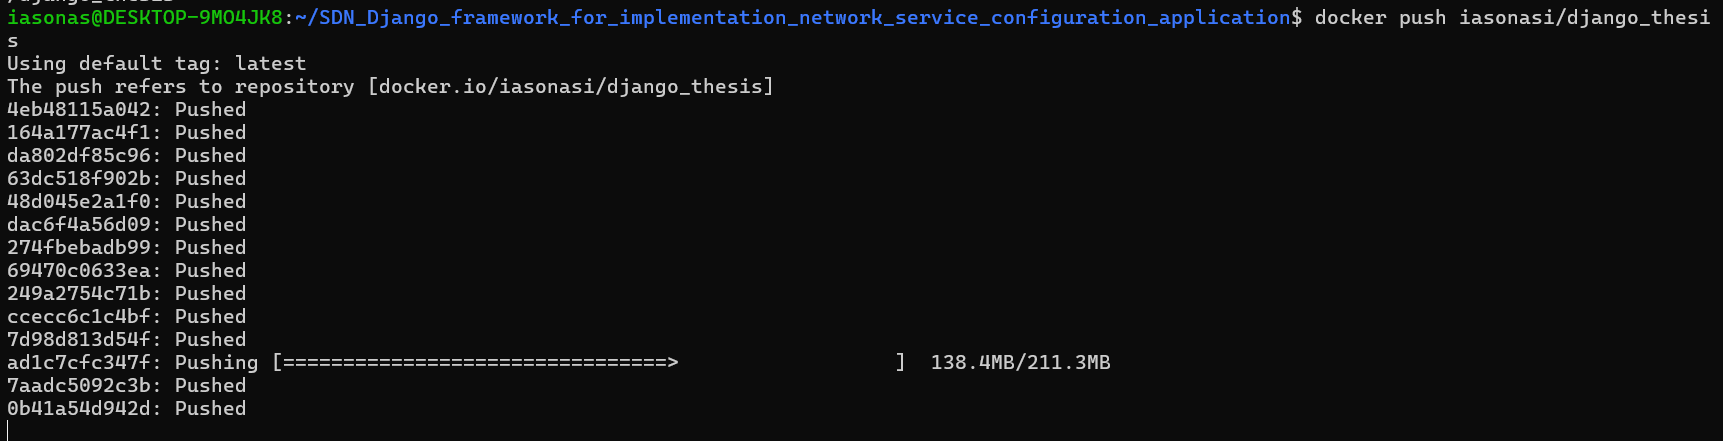 iasonas@DESKTOP-9MO4JK8:~/SDN_Django_framework_for_implementation_network_service_configuration_application$ docker push iasonasi/django_thesi
s
Using default tag: latest
The push refers to repository [docker.io/iasonasi/django_thesis]
4eb48115a042: Pushed
164a177ac4f1: Pushed
da802df85c96: Pushed
63dc518f902b: Pushed
48d045e2a1f0: Pushed
dac6f4a56d09: Pushed
274fbebadb99: Pushed
69470c0633ea: Pushed
249a2754c71b: Pushed
ccecc6c1c4bf: Pushed
7d98d813d54f: Pushed
ad1c7cfc347f: Pushing [================================>                  ]  138.4MB/211.3MB
7aadc5092c3b: Pushed
0b41a54d942d: Pushed